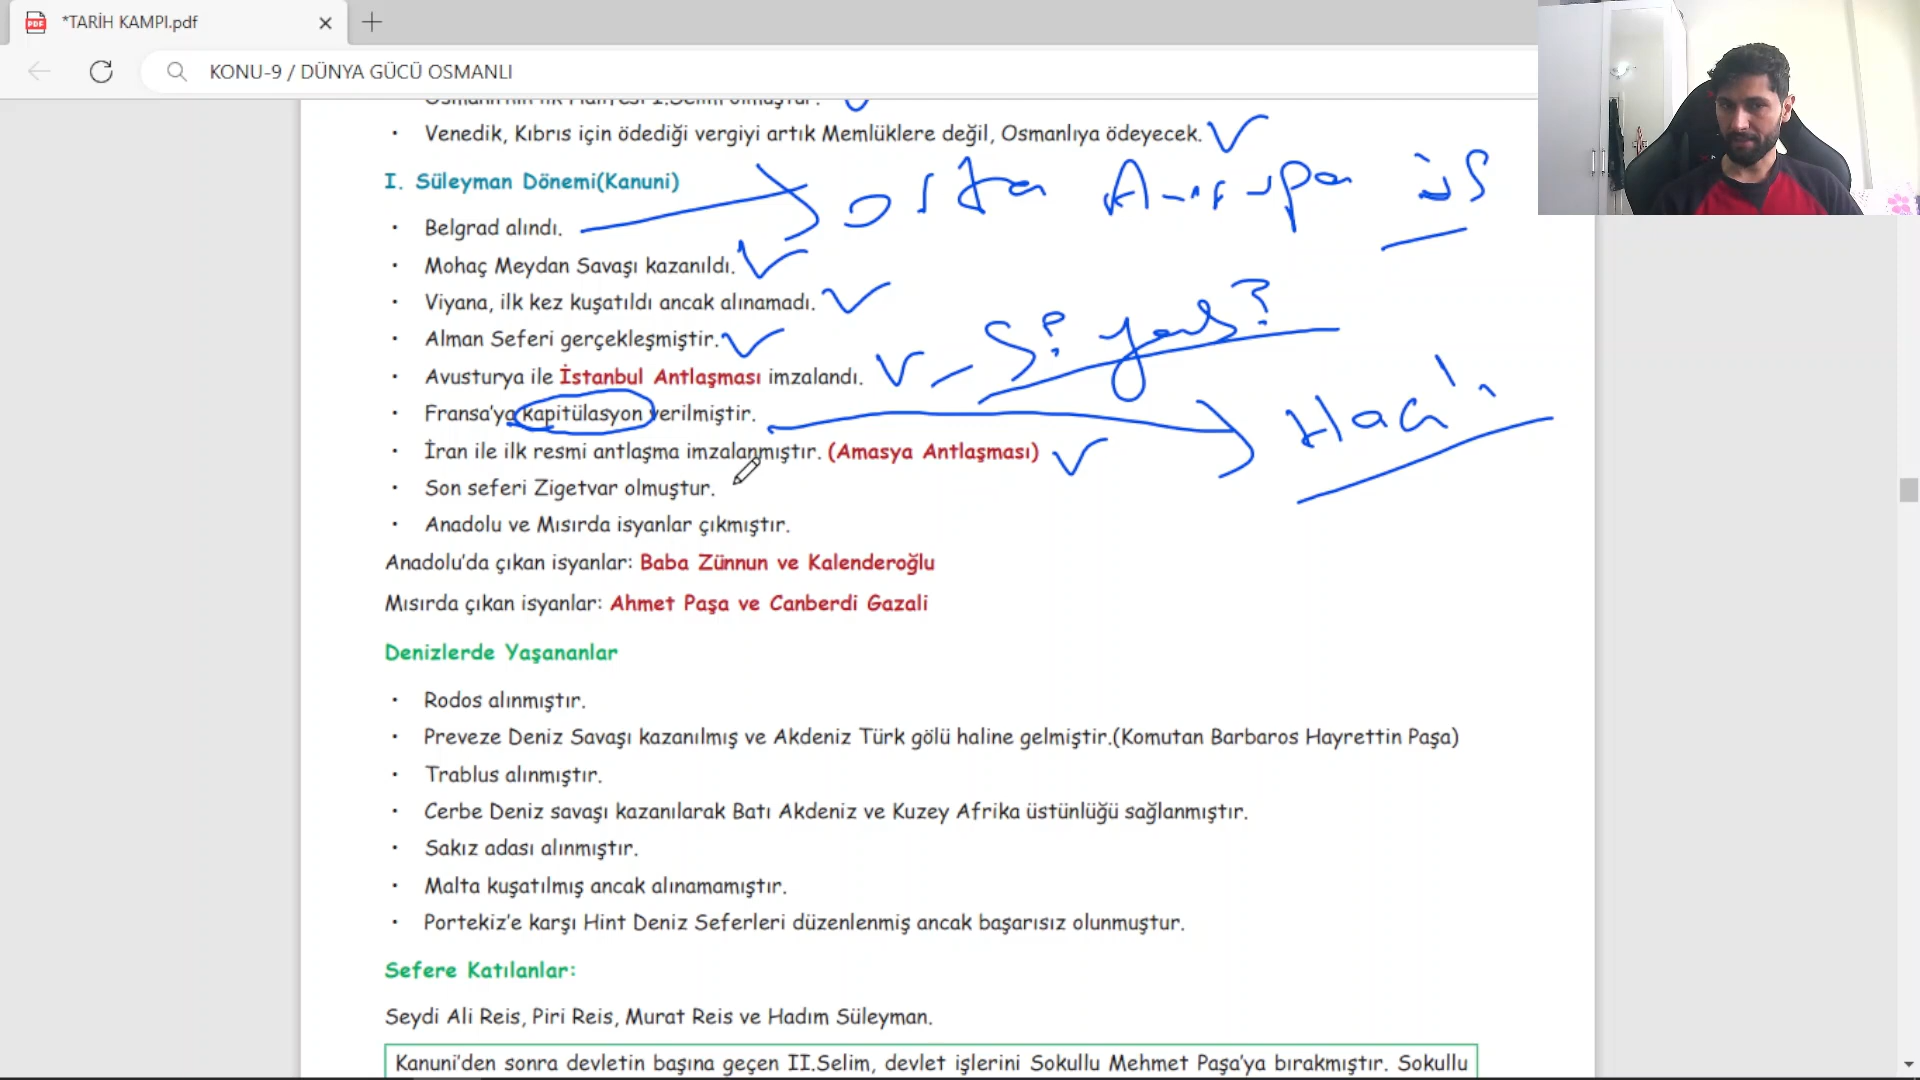 *TARİH KAMPI.pdf
KONU-9 / DÜNYA GÜCÜ OSMANLI
• Venedik, Kıbrıs için ödediği vergiyi artık Memlüklere değil, Osmanlıya ödeyecek.
I. Süleyman Dönemi(Kanuni)
orta Avrupa üs
• Belgrad alındı.
• Mohaç Meydan Savaşı kazanıldı.
• Viyana, ilk kez kuşatıldı ancak alınamadı.
• Alman Seferi gerçekleşmiştir.
• Avusturya ile İstanbul Antlaşması imzalandı.
• Fransa'ya kapitülasyon verilmiştir.
• İran ile ilk resmi antlaşma imzalanmıştır. (Amasya Antlaşması)
• Son seferi Zigetvar olmuştur.
• Anadolu ve Mısırda isyanlar çıkmıştır.
Anadolu'da çıkan isyanlar: Baba Zünnun ve Kalenderoğlu
Mısırda çıkan isyanlar: Ahmet Paşa ve Canberdi Gazali
Denizlerde Yaşananlar
• Rodos alınmıştır.
• Preveze Deniz Savaşı kazanılmış ve Akdeniz Türk gölü haline gelmiştir.(Komutan Barbaros Hayrettin Paşa)
• Trablus alınmıştır.
• Cerbe Deniz savaşı kazanılarak Batı Akdeniz ve Kuzey Afrika üstünlüğü sağlanmıştır.
• Sakız adası alınmıştır.
• Malta kuşatılmış ancak alınamamıştır.
• Portekiz'e karşı Hint Deniz Seferleri düzenlenmiş ancak başarısız olunmuştur.
Sefere Katılanlar:
Seydi Ali Reis, Piri Reis, Murat Reis ve Hadım Süleyman.
Kanuni'den sonra devletin başına geçen II.Selim, devlet işlerini Sokullu Mehmet Paşa'ya bırakmıştır. Sokullu